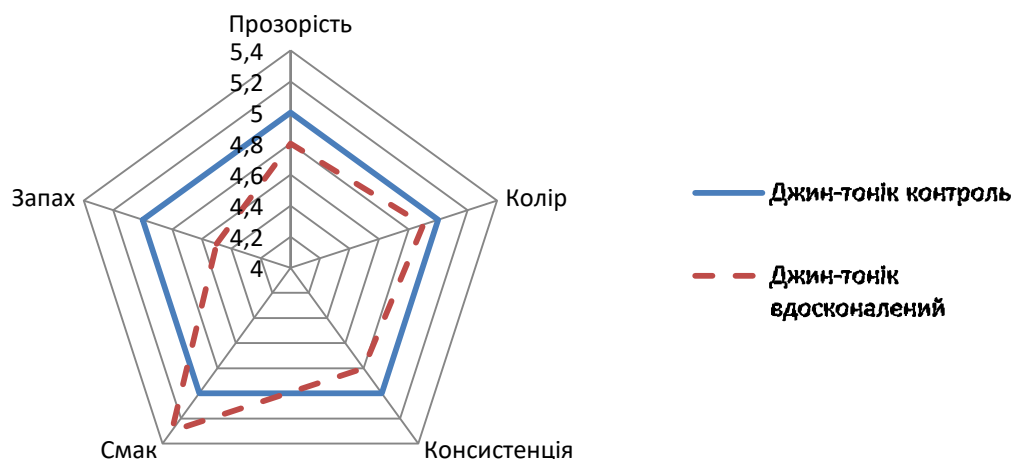 Прозорість
5,4
5,2
5
4,8
4,6
4,4
4,2
4
Запах
Колір
Смак
Консистенція
Джин-тонік контроль
Джин-тонік
вдосконалений